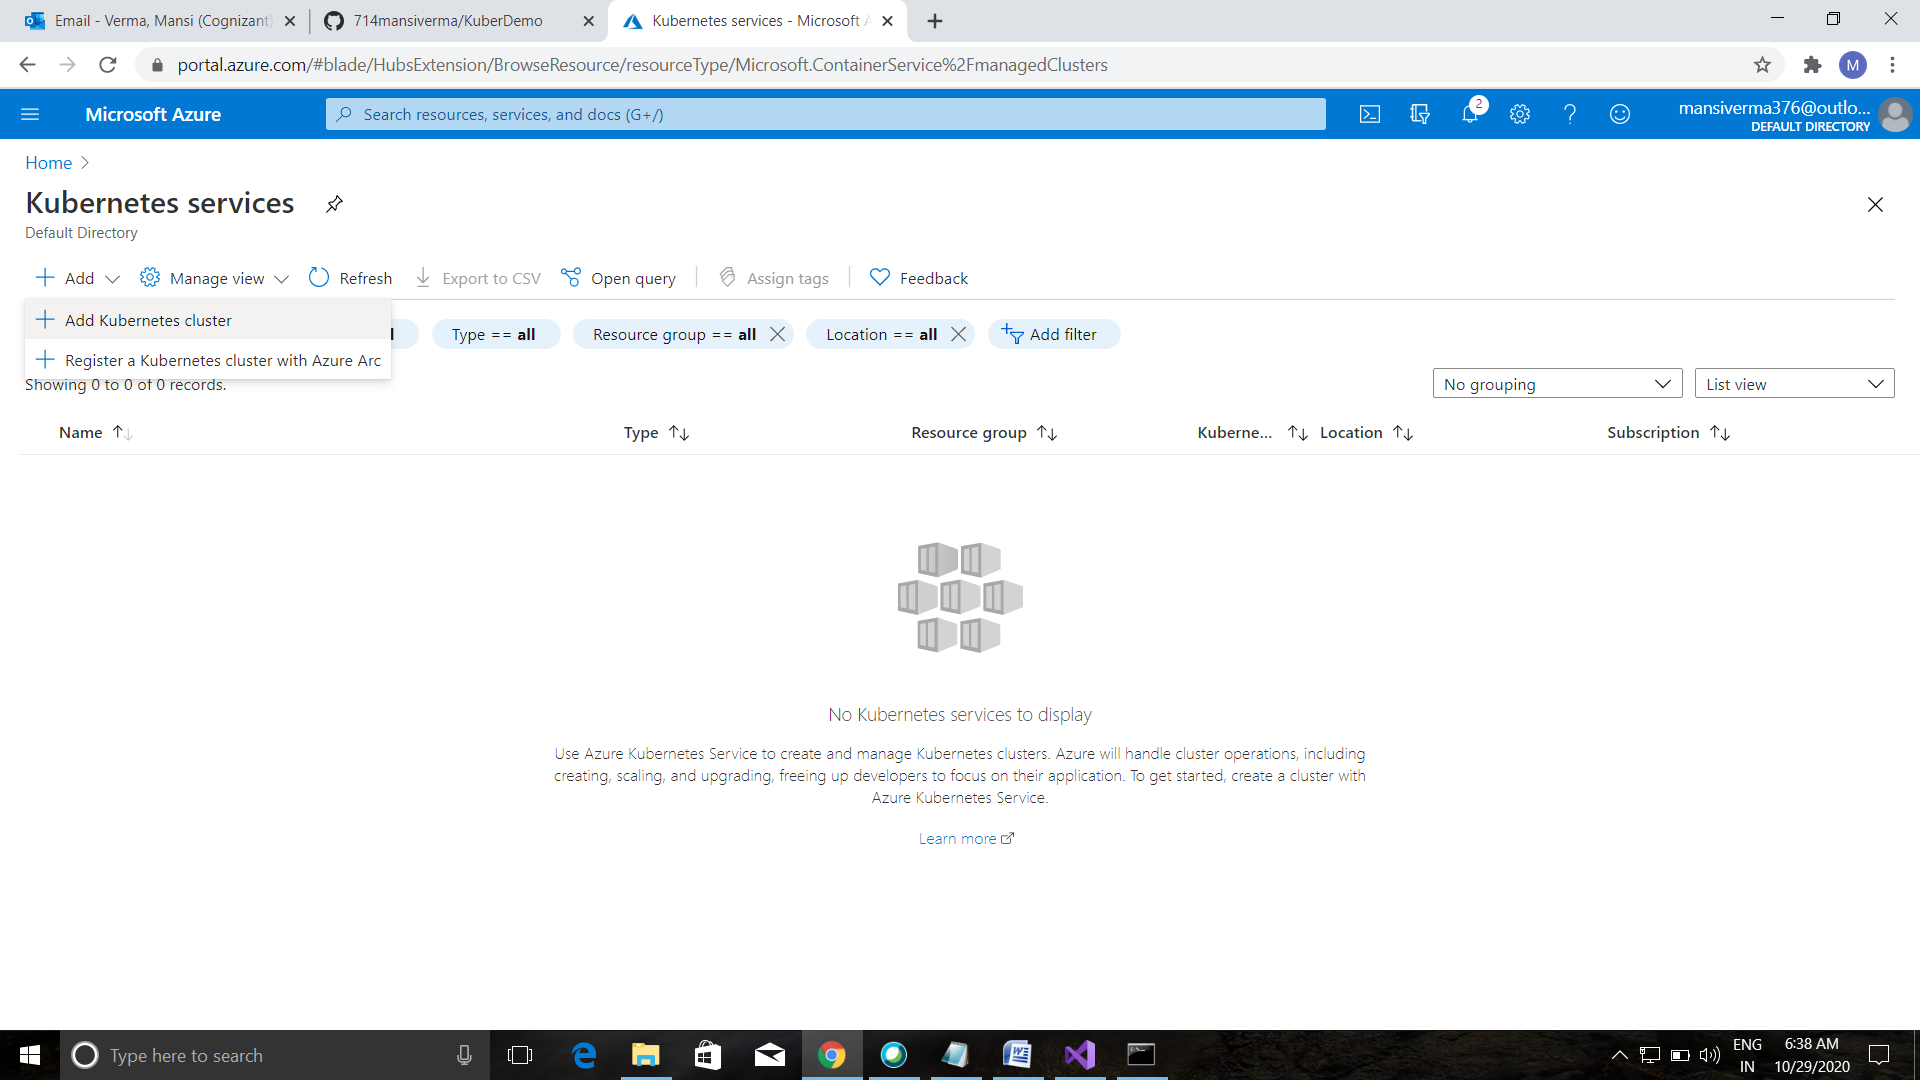 Email - Verma, Mansi (Cognizant)
714mansiverma/KuberDemo
Kubernetes services - Microsoft A
portal.azure.com/#blade/HubsExtension/BrowseResource/resourceType/Microsoft.ContainerService%2FmanagedClusters
M
Microsoft Azure
Search resources, services, and docs (G+/)
2
mansiverma376@outlo...
DEFAULT DIRECTORY
Home
Kubernetes services
Default Directory
Add
Manage view
Refresh
Export to CSV
Open query
Assign tags
Feedback
Add Kubernetes cluster
Register a Kubernetes cluster with Azure Arc
Type == all
Resource group == all
Location == all
Add filter
Showing 0 to 0 of 0 records.
No grouping
List view
Name
Type
Resource group
Kuberne...
Location
Subscription
No Kubernetes services to display
Use Azure Kubernetes Service to create and manage Kubernetes clusters. Azure will handle cluster operations, including
creating, scaling, and upgrading, freeing up developers to focus on their application. To get started, create a cluster with
Azure Kubernetes Service.
Learn more
Type here to search
ENG
IN
6:38 AM
10/29/2020